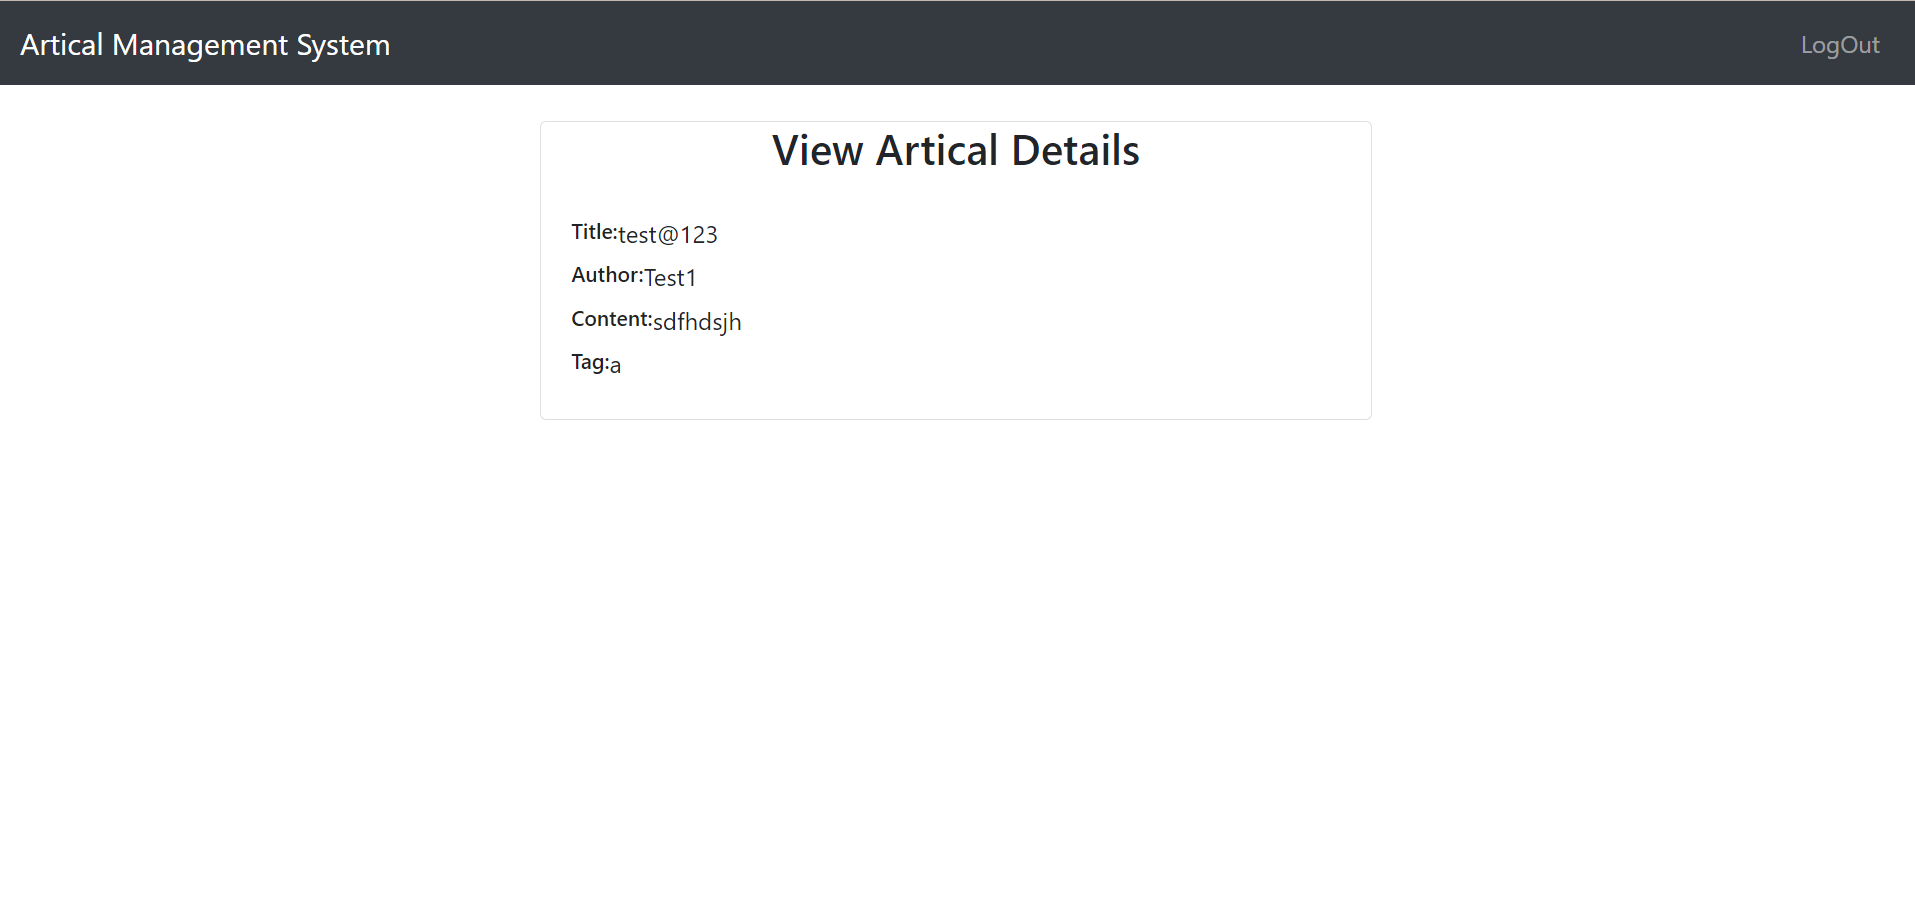 Artical Management System
LogOut
View Artical Details
Title:test@123
Author:Test1
Content:sdfhdsjh
Tag:a